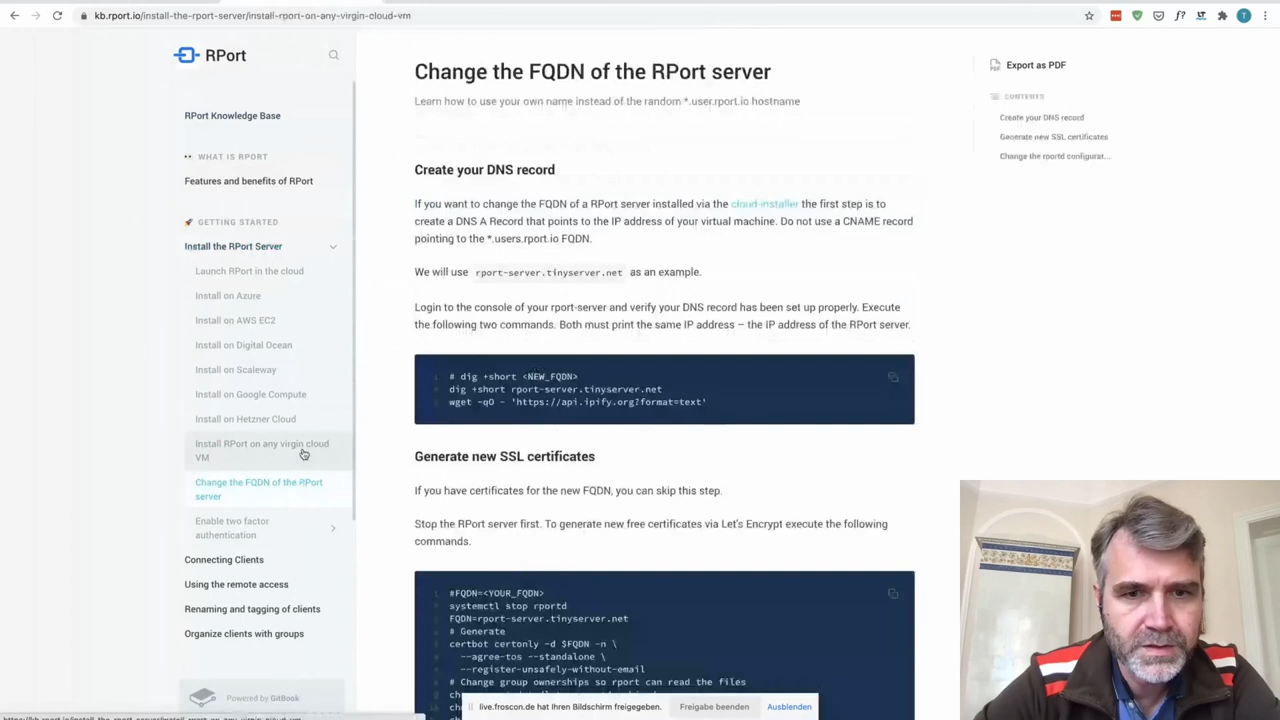 kb.rport.io/install-the-rport-server/install-rport-on-any-virgin-cloud-vm
T
RPort
RPort Knowledge Base
WHAT IS RPORT
Features and benefits of RPort
GETTING STARTED
Install the RPort Server
Launch RPort in the cloud
Install on Azure
Install on AWS EC2
Install on Digital Ocean
Install on Scaleway
Install on Google Compute
Install on Hetzner Cloud
Install RPort on any virgin cloud
VM
Change the FQDN of the RPort
server
Enable two factor
authentication
Connecting Clients
Using the remote access
Renaming and tagging of clients
Organize clients with groups
Powered by GitBook
Change the FQDN of the RPort server
Learn how to use your own name instead of the random *.user.rport.io hostname
Create your DNS record
If you want to change the FQDN of a RPort server installed via the cloud-installer the first step is to
create a DNS A Record that points to the IP address of your virtual machine. Do not use a CNAME record
pointing to the *.users.rport.io FQDN.
We will use rport-server.tinyserver.net as an example.
Login to the console of your rport-server and verify your DNS record has been set up properly. Execute
the following two commands. Both must print the same IP address – the IP address of the RPort server.
# dig +short <NEW_FQDN>
dig +short rport-server.tinyserver.net
wget -qO - 'https://api.ipify.org?format=text'
Generate new SSL certificates
If you have certificates for the new FQDN, you can skip this step.
Stop the RPort server first. To generate new free certificates via Let's Encrypt execute the following
commands.
#FQDN=<YOUR_FQDN>
systemctl stop rportd
FQDN=rport-server.tinyserver.net
# Generate
certbot certonly -d $FQDN -n \
--agree-tos --standalone \
--register-unsafely-without-email
# Change group ownerships so rport can read the files
Export as PDF
CONTENTS
Create your DNS record
Generate new SSL certificates
Change the rportd configurat...
live.froscon.de hat Ihren Bildschirm freigegeben.
Freigabe beenden
Ausblenden